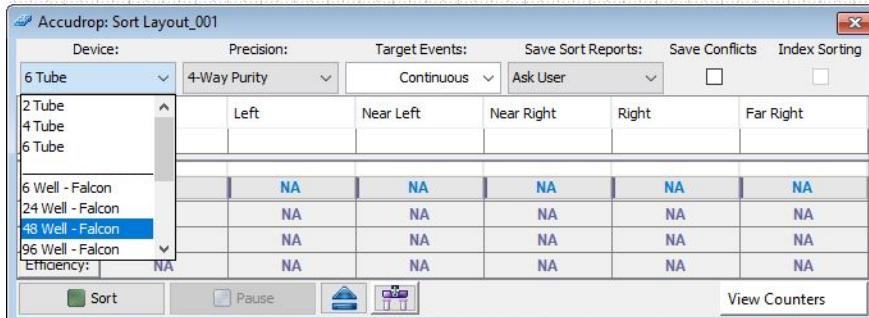 Accudrop: Sort Layout_001
Device: Precision: Target Events: Save Sort Reports: Save Conflicts Index Sorting
6 Tube 4-Way Purity Continuous Ask User
2 Tube
4 Tube
6 Tube
6 Well - Falcon
24 Well - Falcon
48 Well - Falcon
96 Well - Falcon
Left Near Left Near Right Right Far Right
NA NA NA NA NA
NA NA NA NA NA
NA NA NA NA NA
Efficiency: NA NA NA NA NA NA
Sort Pause View Counters